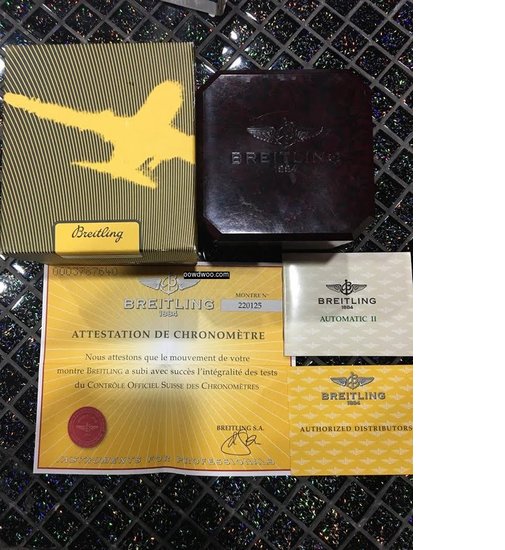 BREITLING
1884
Breitling
oowdwoo.com
BREITLING
1884
MONTRE N°
220125
ATTESTATION DE CHRONOMÈTRE
Nous attestons que le mouvement de votre
montre BREITLING a subi avec succès l'intégralité des tests
du CONTRÔLE OFFICIEL SUISSE DES CHRONOMÈTRES
BREITLING S.A.
INSTRUMENTS FOR PROFESSIONALS
BREITLING
1884
AUTOMATIC II
BREITLING
1884
AUTHORIZED DISTRIBUTORS